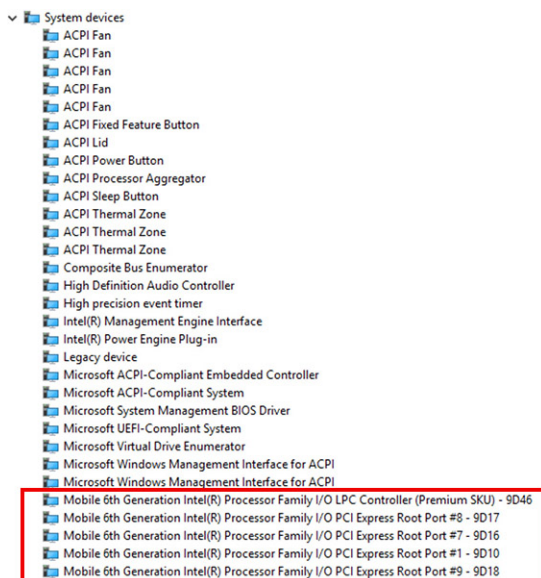 System devices
ACPI Fan
ACPI Fan
ACPI Fan
ACPI Fan
ACPI Fan
ACPI Fixed Feature Button
ACPI Lid
ACPI Power Button
ACPI Processor Aggregator
ACPI Sleep Button
ACPI Thermal Zone
ACPI Thermal Zone
ACPI Thermal Zone
Composite Bus Enumerator
High Definition Audio Controller
High precision event timer
Intel(R) Management Engine Interface
Intel(R) Power Engine Plug-in
Legacy device
Microsoft ACPI-Compliant Embedded Controller
Microsoft ACPI-Compliant System
Microsoft System Management BIOS Driver
Microsoft UEFI-Compliant System
Microsoft Virtual Drive Enumerator
Microsoft Windows Management Interface for ACPI
Microsoft Windows Management Interface for ACPI
Mobile 6th Generation Intel(R) Processor Family I/O LPC Controller (Premium SKU) - 9D46
Mobile 6th Generation Intel(R) Processor Family I/O PCI Express Root Port #8 - 9D17
Mobile 6th Generation Intel(R) Processor Family I/O PCI Express Root Port #7 - 9D16
Mobile 6th Generation Intel(R) Processor Family I/O PCI Express Root Port #1 - 9D10
Mobile 6th Generation Intel(R) Processor Family I/O PCI Express Root Port #9 - 9D18